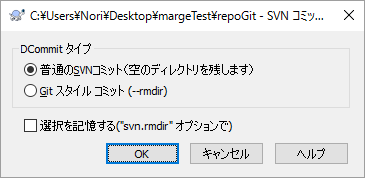 C:¥Users¥Nori¥Desktop¥margeTest¥repoGit - SVN コミッ...
DCommit タイプ
普通のSVNコミット(空のディレクトリを残します)
Git スタイル コミット (--rmdir)
選択を記憶する("svn.rmdir" オプションで)
OK
キャンセル
ヘルプ